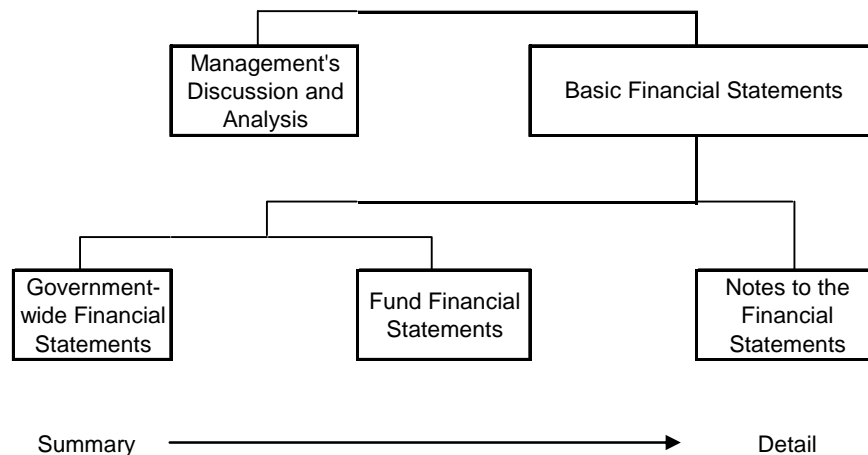 Management's
Discussion and
Analysis
Basic Financial Statements
Government-
wide Financial
Statements
Fund Financial
Statements
Notes to the
Financial
Statements
Summary
Detail